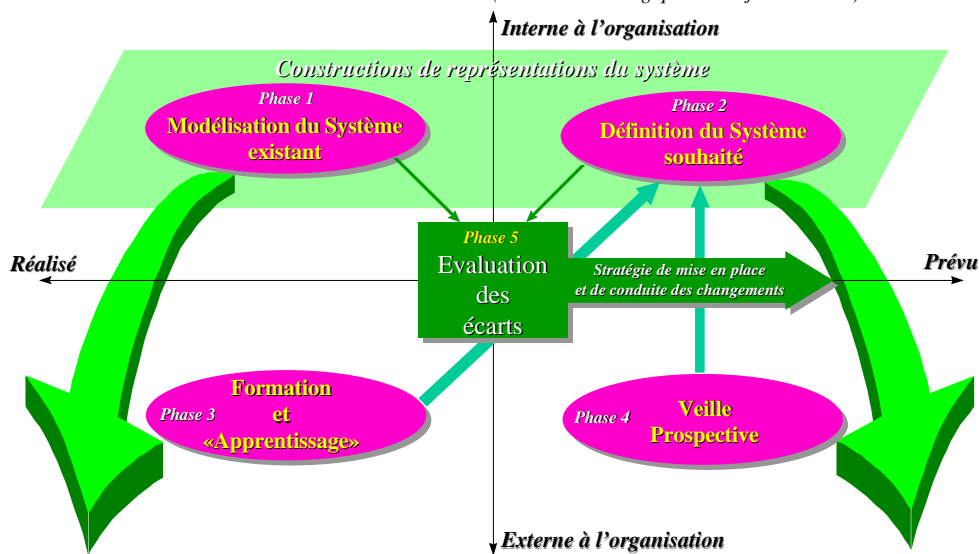 Interne à l'organisation
Constructions de représentations du système
Phase 1
Modélisation du Système
existant
Phase 2
Définition du Système
souhaité
Phase 5
Evaluation
des
écarts
Réalisé
Prévu
Stratégie de mise en place
et de conduite des changements
Phase 3
Formation
et
«Apprentissage»
Phase 4
Veille
Prospective
Externe à l'organisation